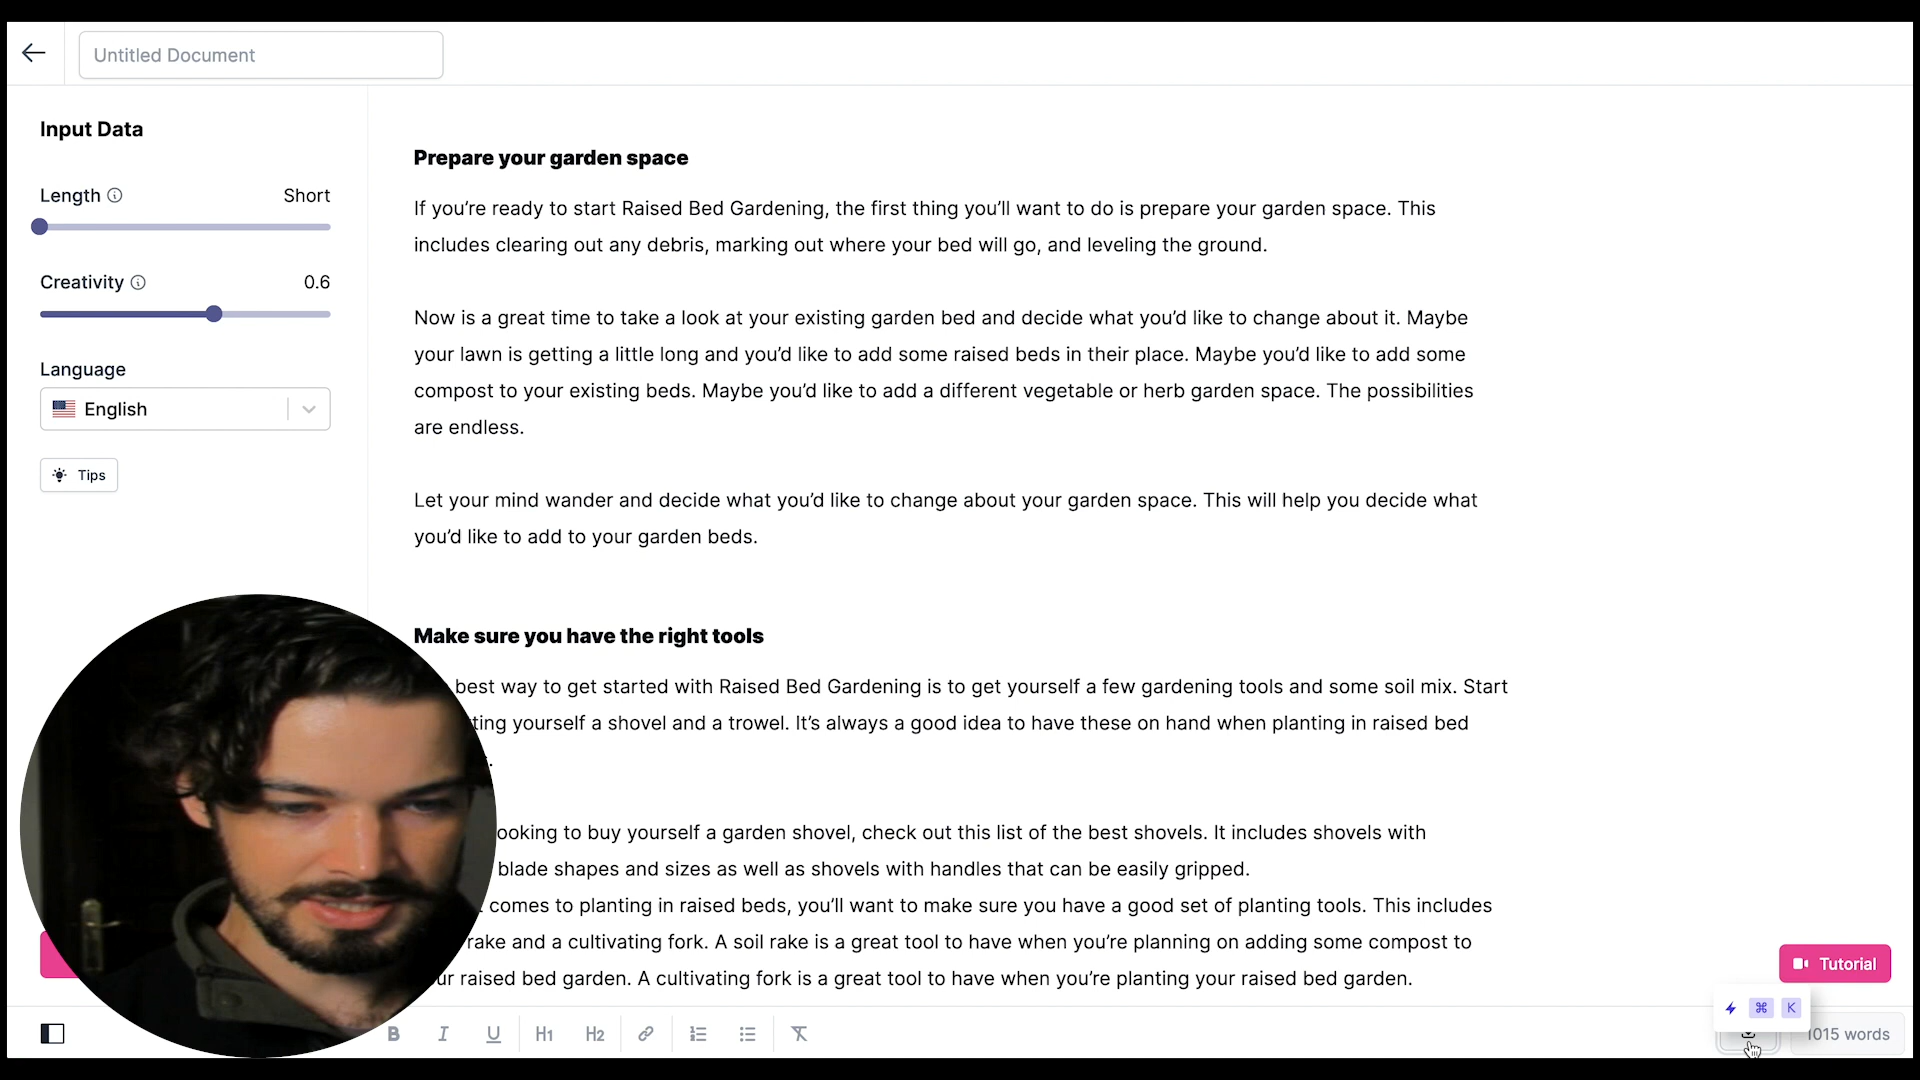 Untitled Document
Input Data
Length
Short
Creativity
0.6
Language
English
Tips
Prepare your garden space
If you’re ready to start Raised Bed Gardening, the first thing you’ll want to do is prepare your garden space. This
includes clearing out any debris, marking out where your bed will go, and leveling the ground.
Now is a great time to take a look at your existing garden bed and decide what you’d like to change about it. Maybe
your lawn is getting a little long and you’d like to add some raised beds in their place. Maybe you’d like to add some
compost to your existing beds. Maybe you’d like to add a different vegetable or herb garden space. The possibilities
are endless.
Let your mind wander and decide what you’d like to change about your garden space. This will help you decide what
you’d like to add to your garden beds.
Make sure you have the right tools
best way to get started with Raised Bed Gardening is to get yourself a few gardening tools and some soil mix. Start
yourself a shovel and a trowel. It’s always a good idea to have these on hand when planting in raised bed
to buy yourself a garden shovel, check out this list of the best shovels. It includes shovels with
blade shapes and sizes as well as shovels with handles that can be easily gripped.
comes to planting in raised beds, you’ll want to make sure you have a good set of planting tools. This includes
rake and a cultivating fork. A soil rake is a great tool to have when you’re planning on adding some compost to
raised bed garden. A cultivating fork is a great tool to have when you’re planting your raised bed garden.
Tutorial
⌘ K
B I U H1 H2
1015 words